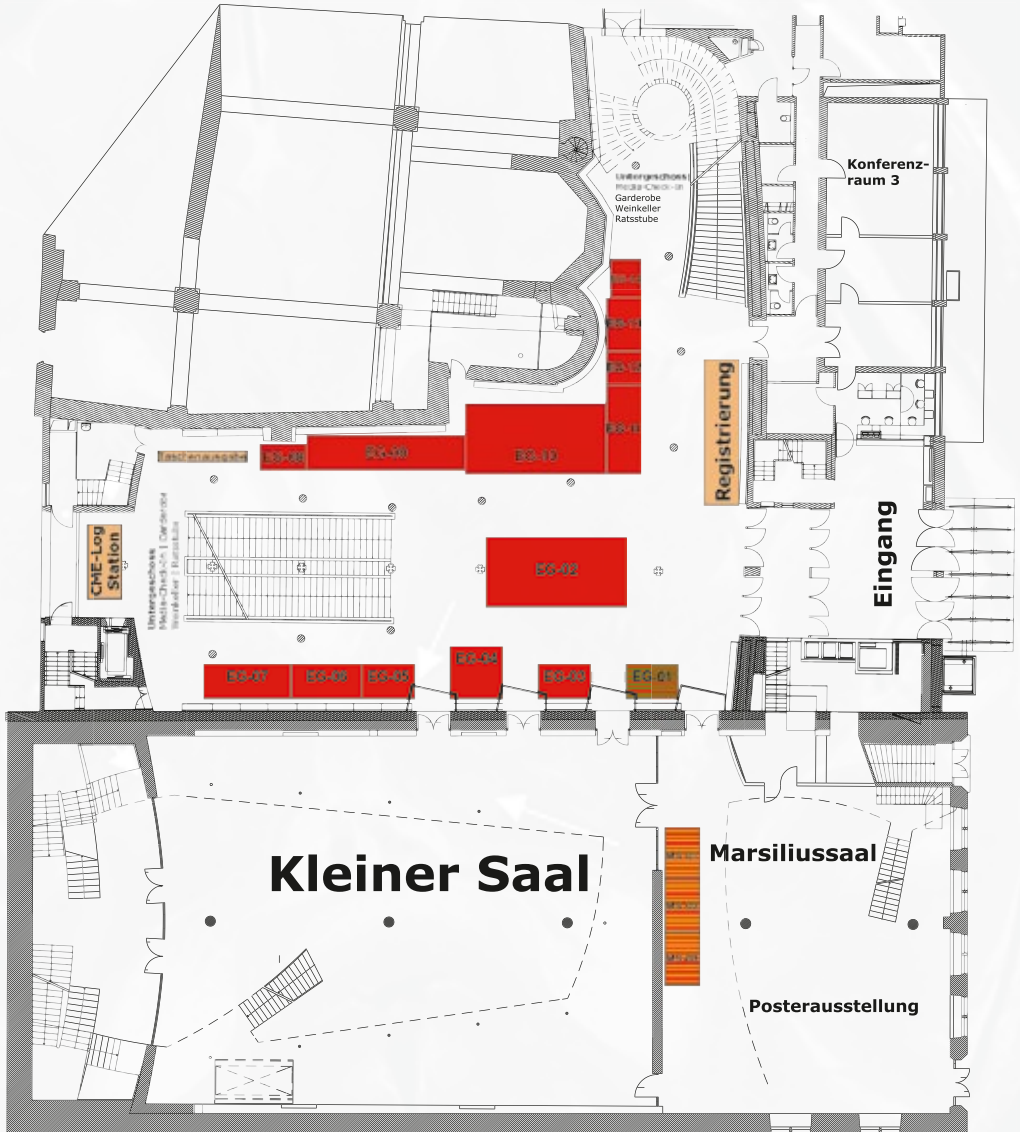 Konferenz-
raum 3
Untergeschoss
Media-Check-In
Garderobe
Weinkeller
Ratsstube
Registrierung
Taschenausgabe
EG-08
EG-09
EG-10
EG-11
CME-Log
Station
Untergeschoss
Media-Check-In | Garderobe
Weinkeller | Ratsstube
EG-02
Eingang
EG-07
EG-06
EG-05
EG-04
EG-03
EG-01
Kleiner Saal
Marsiliussaal
Posterausstellung